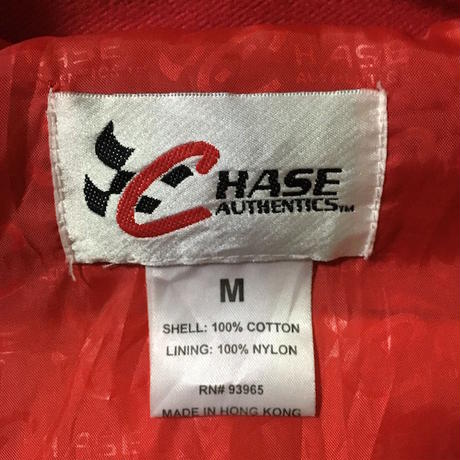 CHASE
AUTHENTICS™
M
SHELL: 100% COTTON
LINING: 100% NYLON
RN# 93965
MADE IN HONG KONG